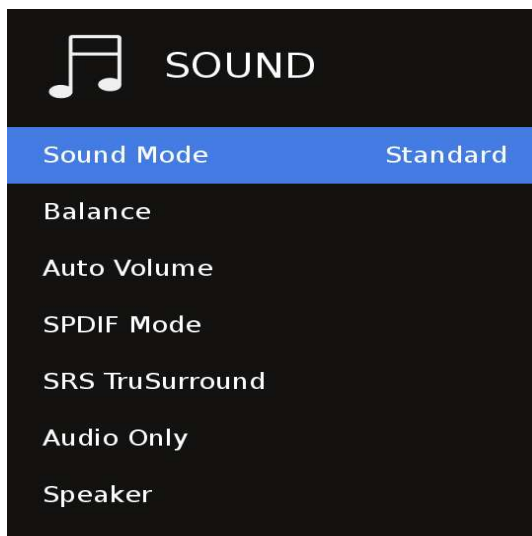 SOUND
Sound Mode Standard
Balance
Auto Volume
SPDIF Mode
SRS TruSurround
Audio Only
Speaker